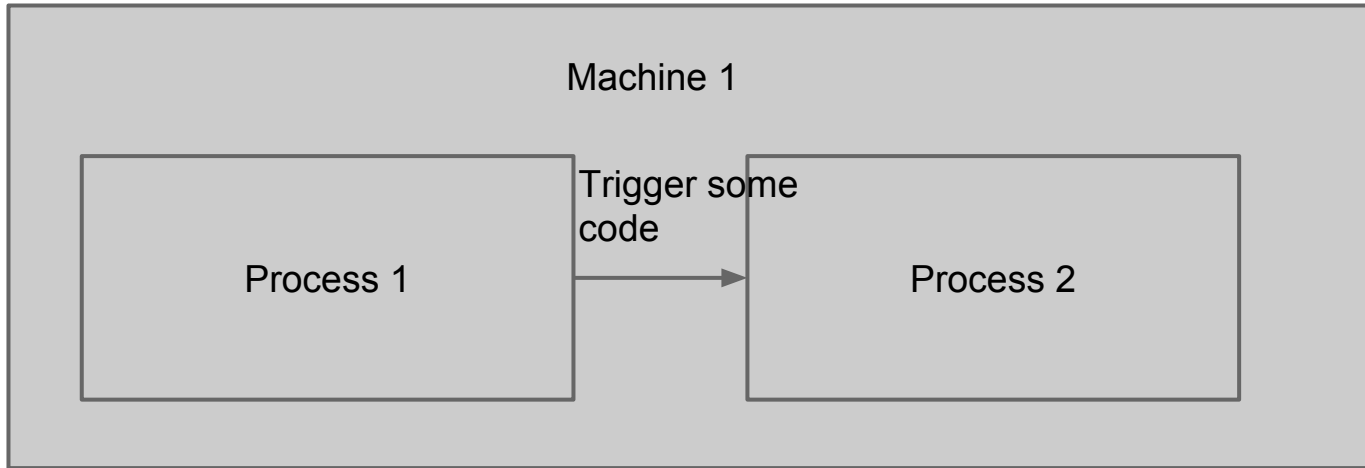 Machine 1
Trigger some
code
Process 1
Process 2